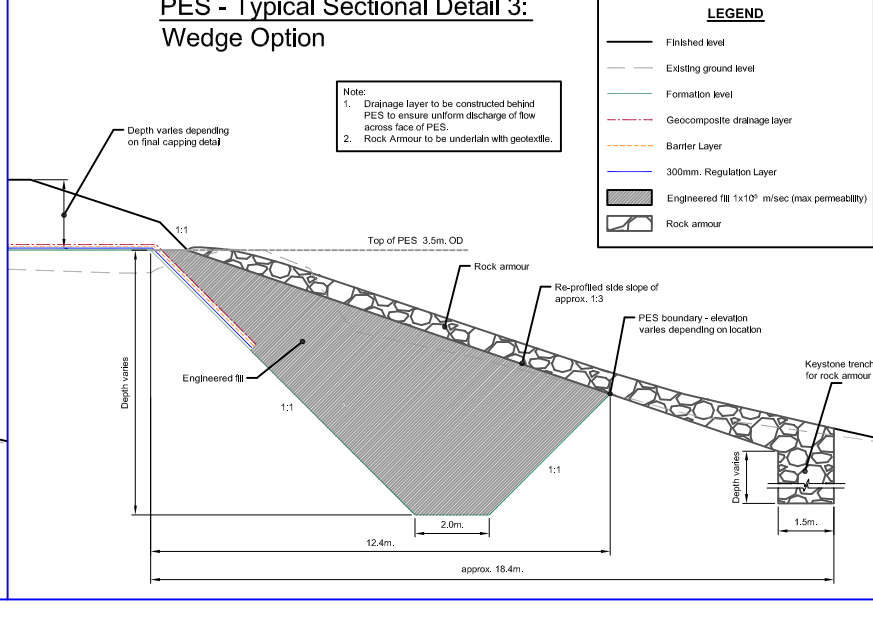 PES - Typical Sectional Detail 3:
Wedge Option
LEGEND
Finished level
Existing ground level
Formation level
Geocomposite drainage layer
Barrier Layer
300mm. Regulation Layer
Engineered fill 1x10⁹ m/sec (max permeability)
Rock armour
Note:
1. Drainage layer to be constructed behind
PES to ensure uniform discharge of flow
across face of PES.
2. Rock Armour to be underlain with geotextile.
Depth varies depending
on final capping detail
1:1
Top of PES 3.5m. OD
Rock armour
Re-profiled side slope of
approx. 1:3
PES boundary - elevation
varies depending on location
Keystone trench
for rock armour
Depth varies
Engineered fill
1:1
1:1
Depth varies
2.0m.
1.5m.
12.4m.
approx. 18.4m.